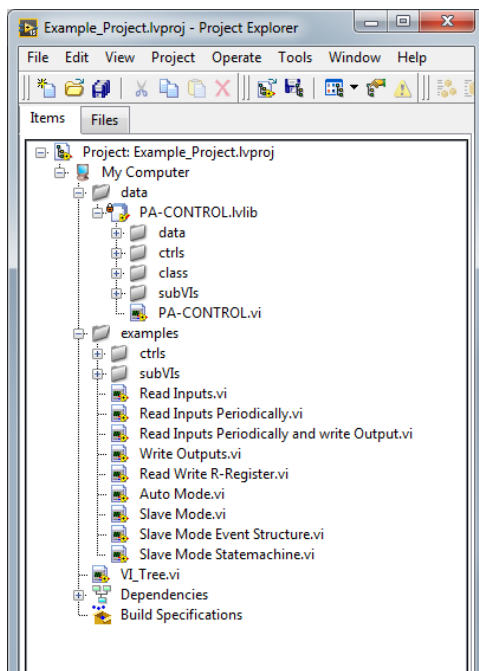 Example_Project.lvproj - Project Explorer
File Edit View Project Operate Tools Window Help
Items Files
Project: Example_Project.lvproj
My Computer
data
PA-CONTROL.lvlib
data
ctrls
class
subVIs
PA-CONTROL.vi
examples
ctrls
subVIs
Read Inputs.vi
Read Inputs Periodically.vi
Read Inputs Periodically and write Output.vi
Write Outputs.vi
Read Write R-Register.vi
Auto Mode.vi
Slave Mode.vi
Slave Mode Event Structure.vi
Slave Mode Statemachine.vi
VI_Tree.vi
Dependencies
Build Specifications